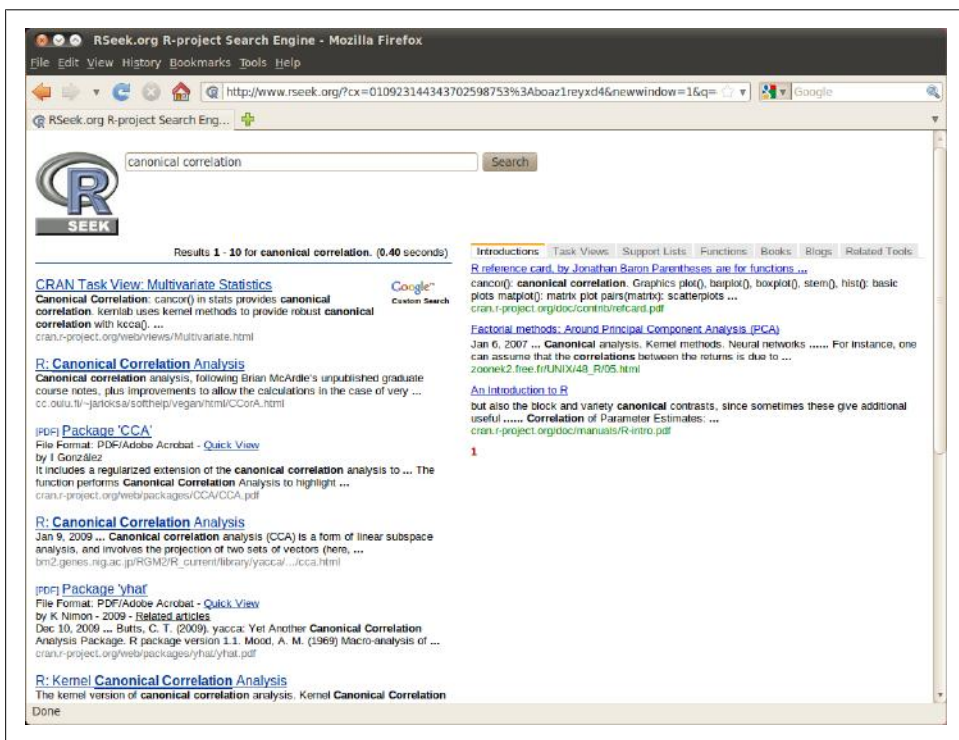 RSeek.org R-project Search Engine - Mozilla Firefox
File Edit View History Bookmarks Tools Help
http://www.rseek.org/?cx=010923144343702598753%3Aboaz1reyxd4&newwindow=1&q=
Google
RSeek.org R-project Search Eng...
canonical correlation
Search
R
SEEK
Results 1 - 10 for canonical correlation. (0.40 seconds)
CRAN Task View: Multivariate Statistics
Google™
Custom Search
Canonical Correlation: cancor() in stats provides canonical
correlation. kernlab uses kernel methods to provide robust canonical
correlation with kcca(). ...
cran.r-project.org/web/views/Multivariate.html
R: Canonical Correlation Analysis
Canonical correlation analysis, following Brian McArdle's unpublished graduate
course notes, plus improvements to allow the calculations in the case of very ...
cc.oulu.fi/~jarioksa/softhelp/vegan/html/CCorA.html
[PDF] Package 'CCA'
File Format: PDF/Adobe Acrobat - Quick View
by I González
It includes a regularized extension of the canonical correlation analysis to ... The
function performs Canonical Correlation Analysis to highlight ...
cran.r-project.org/web/packages/CCA/CCA.pdf
R: Canonical Correlation Analysis
Jan 9, 2009 ... Canonical correlation analysis (CCA) is a form of linear subspace
analysis, and involves the projection of two sets of vectors (here, ...
bm2.genes.nig.ac.jp/RGM2/R_current/library/yacca/.../cca.html
[PDF] Package 'yhat'
File Format: PDF/Adobe Acrobat - Quick View
by K Nimon - 2009 - Related articles
Dec 10, 2009 ... Butts, C. T. (2009). yacca: Yet Another Canonical Correlation
Analysis Package. R package version 1.1. Mood, A. M. (1969) Macro-analysis of ...
cran.r-project.org/web/packages/yhat/yhat.pdf
R: Kernel Canonical Correlation Analysis
The kernel version of canonical correlation analysis. Kernel Canonical Correlation
Introductions Task Views Support Lists Functions Books Blogs Related Tools
R reference card, by Jonathan Baron Parentheses are for functions ...
cancor(): canonical correlation. Graphics plot(), barplot(), boxplot(), stem(), hist(): basic
plots matplot(): matrix plot pairs(matrix): scatterplots ...
cran.r-project.org/doc/contrib/refcard.pdf
Factorial methods: Around Principal Component Analysis (PCA)
Jan 6, 2007 ... Canonical analysis. Kernel methods. Neural networks ...... For instance, one
can assume that the correlations between the returns is due to ...
zoonek2.free.fr/UNIX/48_R/05.html
An Introduction to R
but also the block and variety canonical contrasts, since sometimes these give additional
useful ...... Correlation of Parameter Estimates: ...
cran.r-project.org/doc/manuals/R-intro.pdf
1
Done